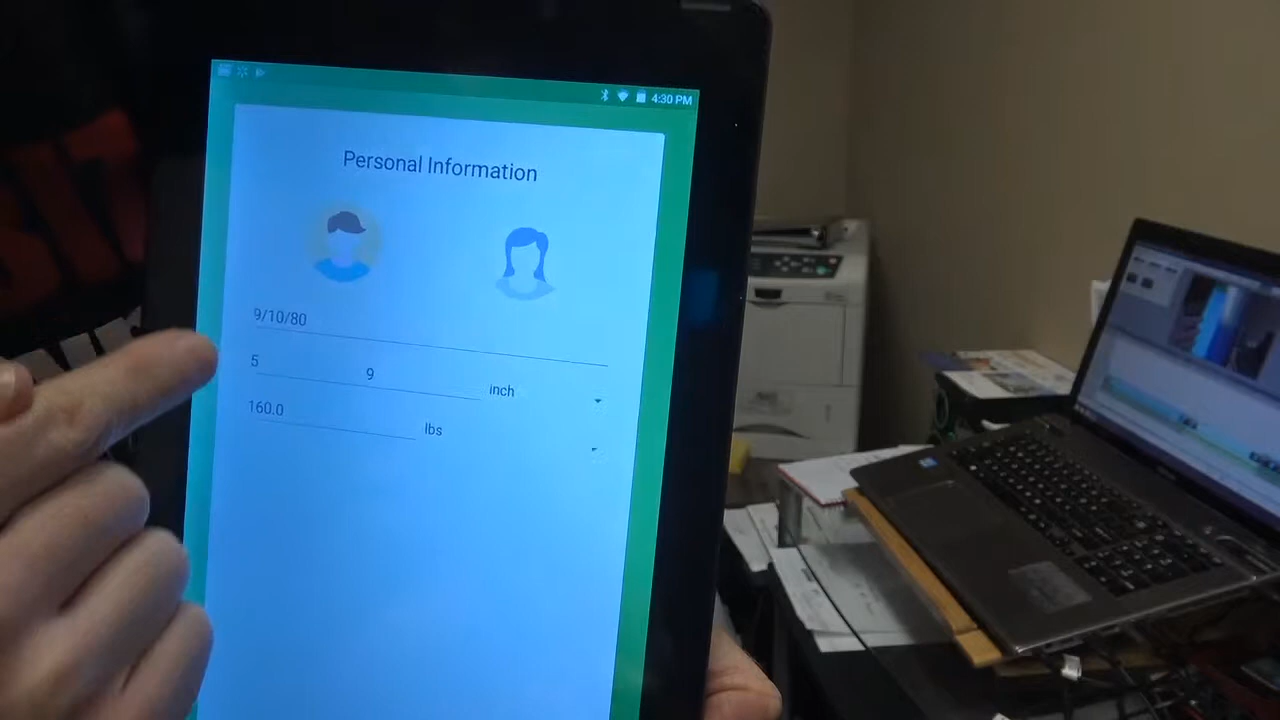 4:30 PM
Personal Information
9/10/80
5 9 inch
160.0 lbs